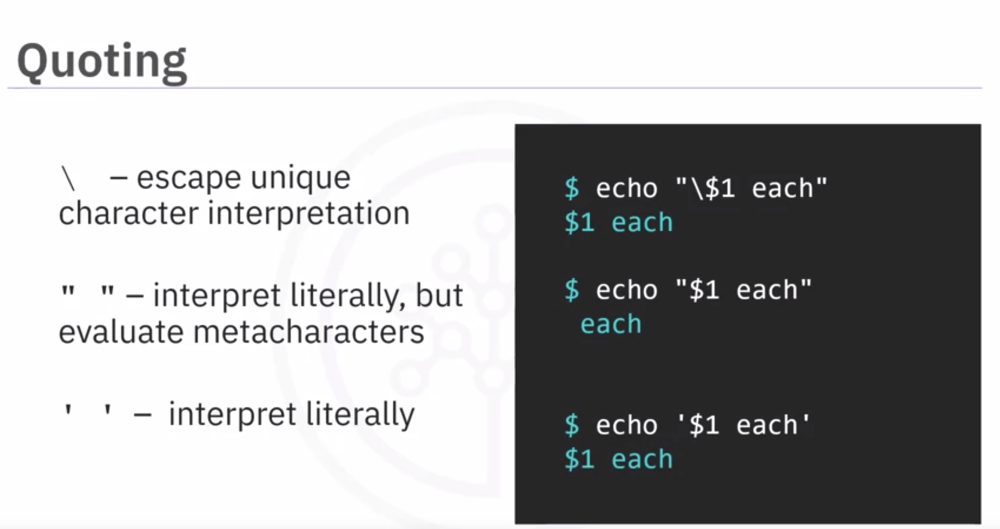 Quoting
\ – escape unique
character interpretation
" " – interpret literally, but
evaluate metacharacters
' ' – interpret literally
$ echo "\$1 each"
$1 each
$ echo "$1 each"
 each
$ echo '$1 each'
$1 each